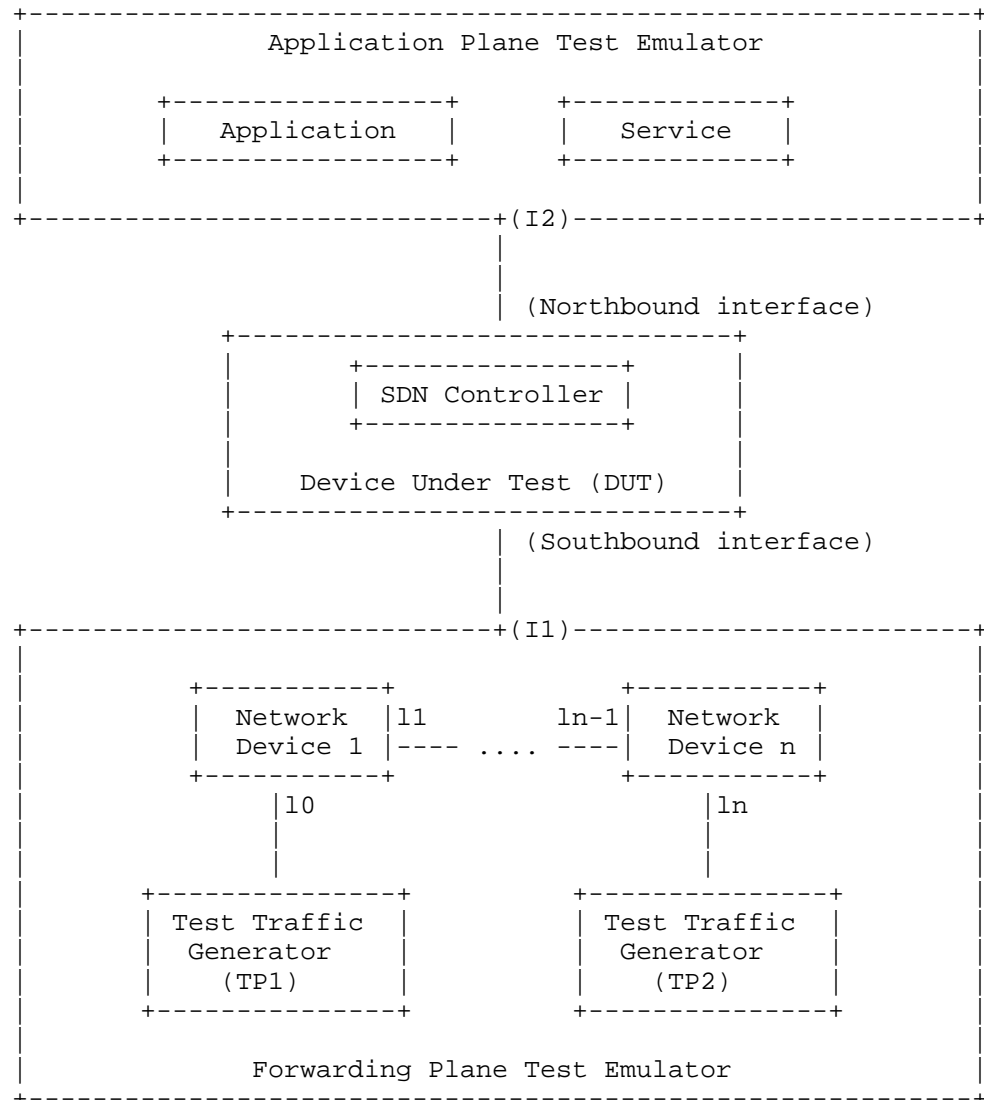 Application Plane Test Emulator
Application Service
(I2)
(Northbound interface)
SDN Controller
Device Under Test (DUT)
(Southbound interface)
(I1)
Network l1 ln-1 Network
Device 1 ---- .... ---- Device n
l0 ln
Test Traffic Test Traffic
Generator Generator
(TP1) (TP2)
Forwarding Plane Test Emulator